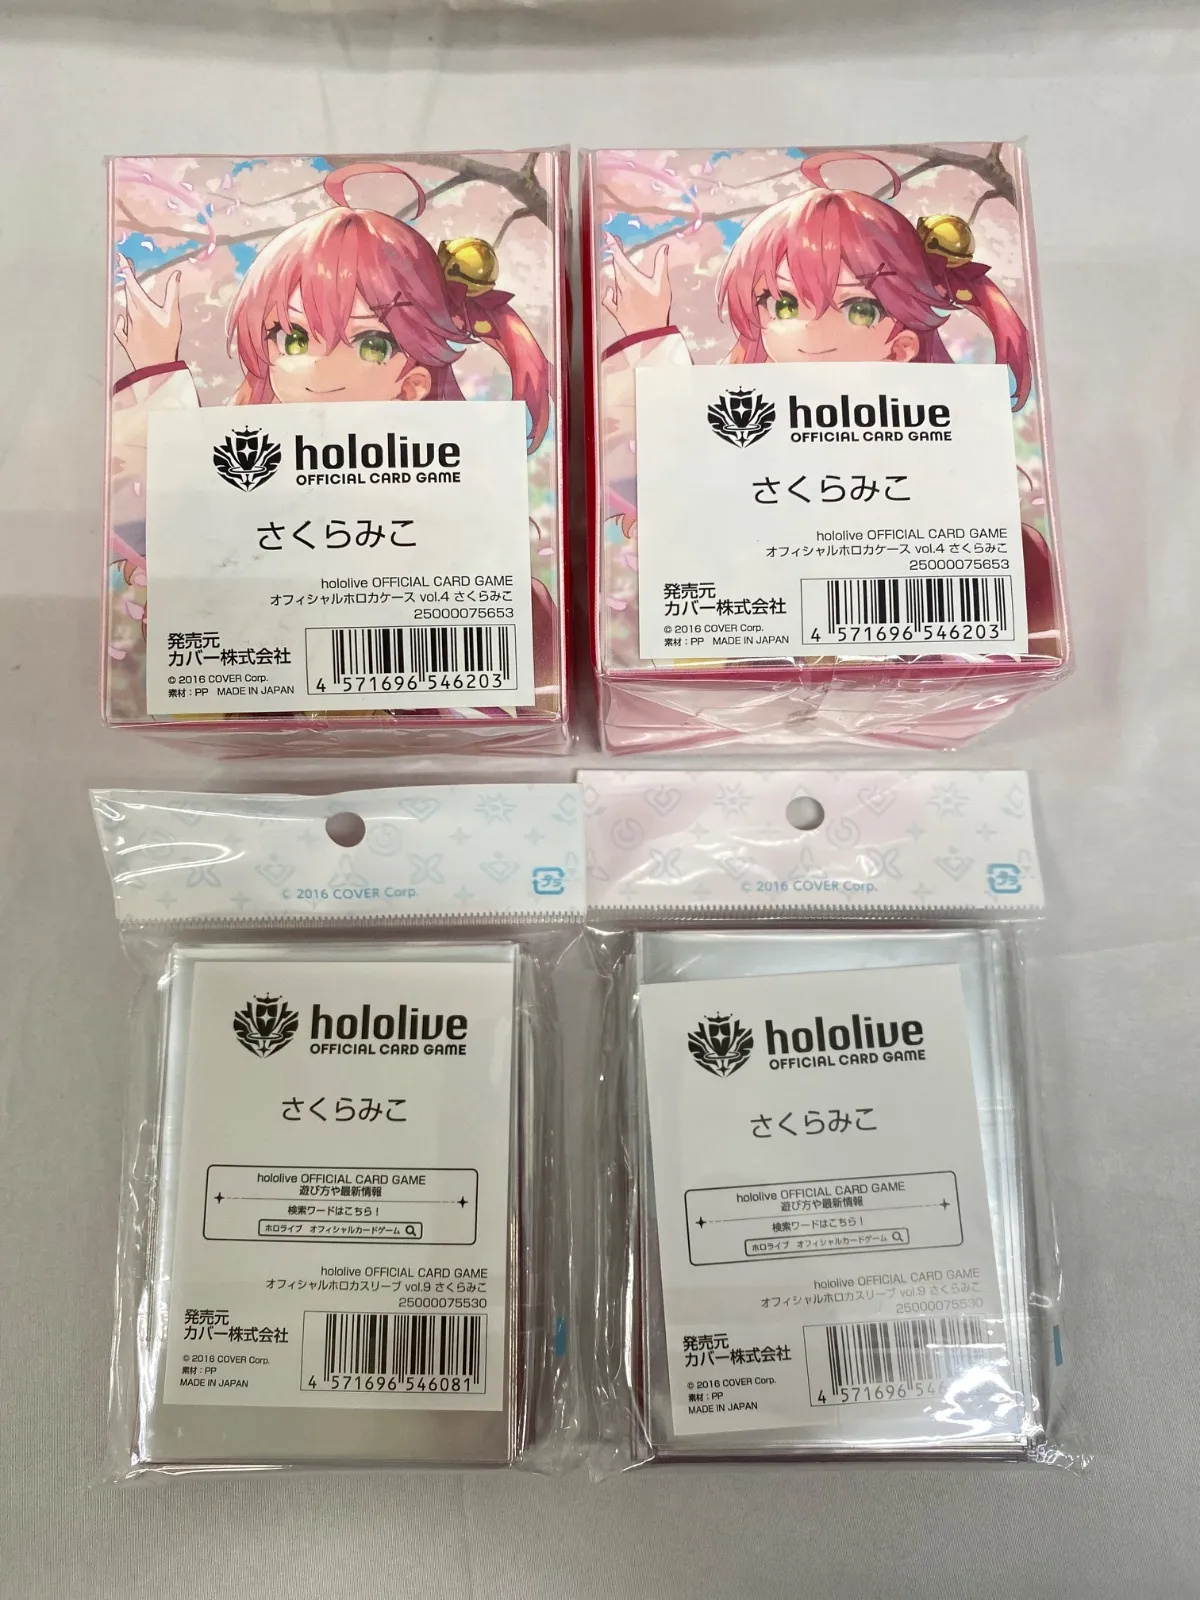 hololive
OFFICIAL CARD GAME
さくらみこ
hololive OFFICIAL CARD GAME
オフィシャルホロカケース vol.4 さくらみこ
25000075653
発売元
カバー株式会社
© 2016 COVER Corp.
素材：PP MADE IN JAPAN
4 571696 546203
hololive
OFFICIAL CARD GAME
さくらみこ
hololive OFFICIAL CARD GAME
オフィシャルホロカケース vol.4 さくらみこ
25000075653
発売元
カバー株式会社
© 2016 COVER Corp.
素材：PP MADE IN JAPAN
4 571696 546203
© 2016 COVER Corp.
プラ
hololive
OFFICIAL CARD GAME
さくらみこ
hololive OFFICIAL CARD GAME
遊び方や最新情報
検索ワードはこちら！
ホロライブ オフィシャルカードゲーム
hololive OFFICIAL CARD GAME
オフィシャルホロカスリーブ vol.9 さくらみこ
25000075530
発売元
カバー株式会社
© 2016 COVER Corp.
素材：PP
MADE IN JAPAN
4 571696 546081
© 2016 COVER Corp.
プラ
hololive
OFFICIAL CARD GAME
さくらみこ
hololive OFFICIAL CARD GAME
遊び方や最新情報
検索ワードはこちら！
ホロライブ オフィシャルカードゲーム
hololive OFFICIAL CARD GAME
オフィシャルホロカスリーブ vol.9 さくらみこ
25000075530
発売元
カバー株式会社
© 2016 COVER Corp.
素材：PP
MADE IN JAPAN
4 571696